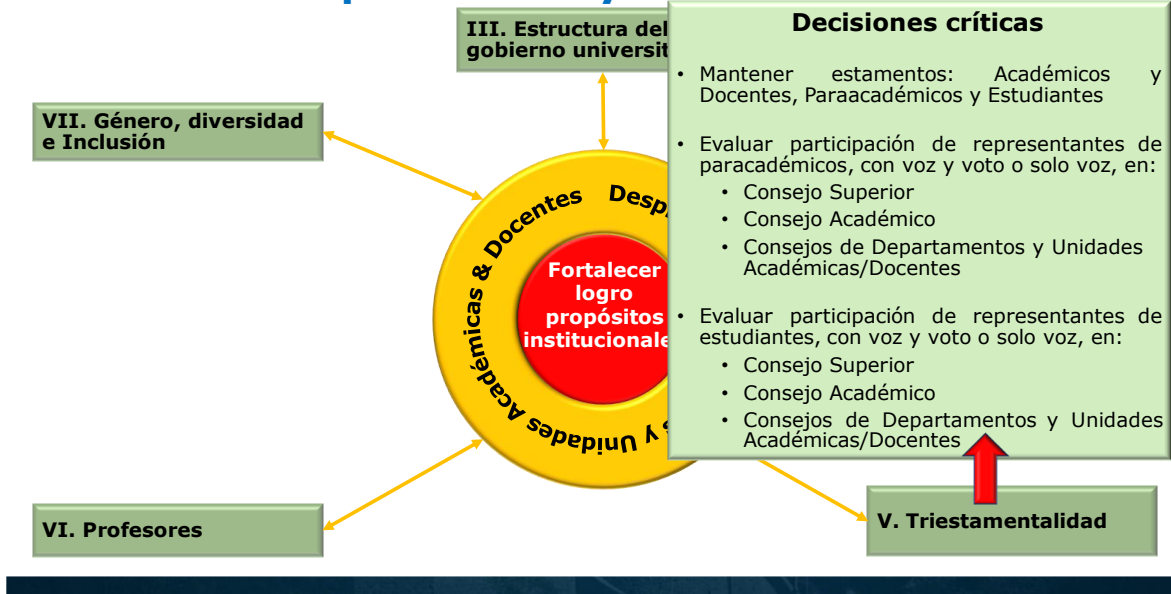 III. Estructura del
gobierno universit
VII. Género, diversidad
e Inclusión
Académicas & Docentes Desp
y Unidades
Fortalecer
logro
propósitos
institucionale
VI. Profesores
V. Triestamentalidad
Decisiones críticas
• Mantener estamentos: Académicos y
Docentes, Paraacadémicos y Estudiantes
• Evaluar participación de representantes de
paracadémicos, con voz y voto o solo voz, en:
• Consejo Superior
• Consejo Académico
• Consejos de Departamentos y Unidades
Académicas/Docentes
• Evaluar participación de representantes de
estudiantes, con voz y voto o solo voz, en:
• Consejo Superior
• Consejo Académico
• Consejos de Departamentos y Unidades
Académicas/Docentes